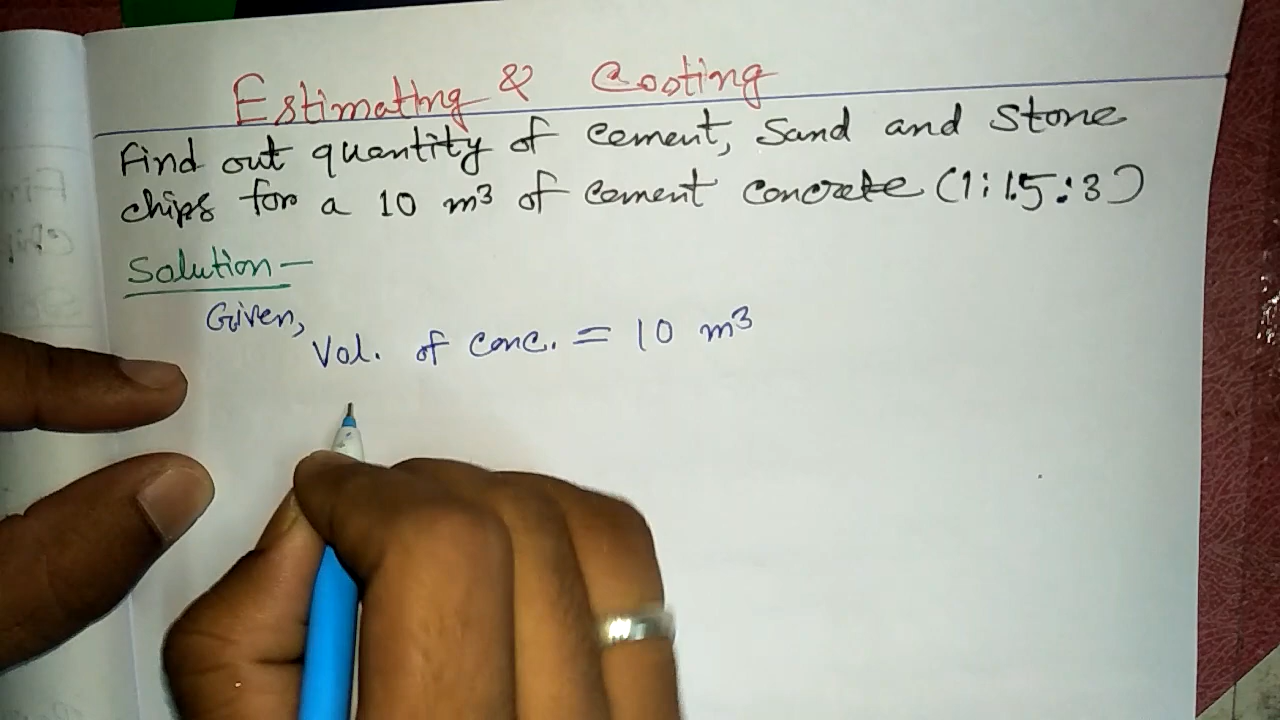 Estimating & Costing
Find out quantity of cement, Sand and Stone
chips for a 10 m³ of cement concrete (1:1.5:3)
Solution —
Given,
Vol. of conc. = 10 m³